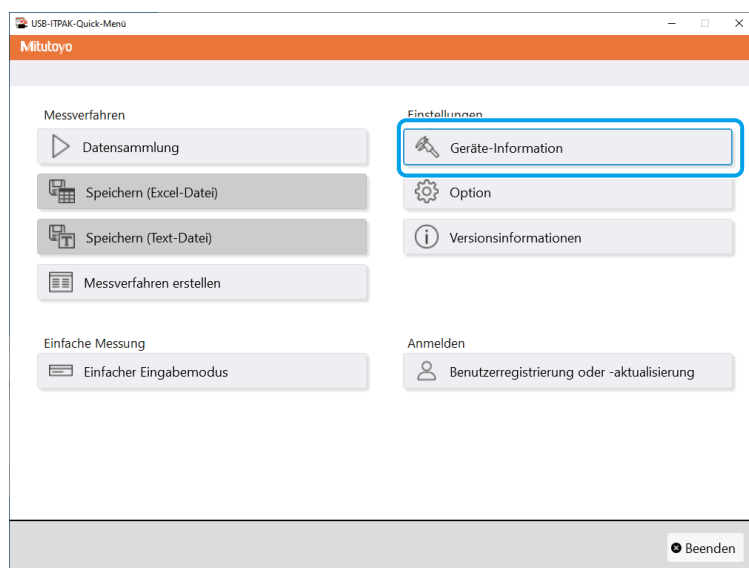 USB-ITPAK-Quick-Menü
Mitutoyo
Messverfahren
Datensammlung
Speichern (Excel-Datei)
Speichern (Text-Datei)
Messverfahren erstellen
Einfache Messung
Einfacher Eingabemodus
Einstellungen
Geräte-Information
Option
Versionsinformationen
Anmelden
Benutzerregistrierung oder -aktualisierung
Beenden